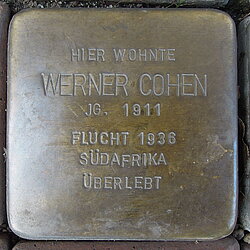 HIER WOHNTE
WERNER COHEN
JG. 1911
FLUCHT 1936
SÜDAFRIKA
ÜBERLEBT